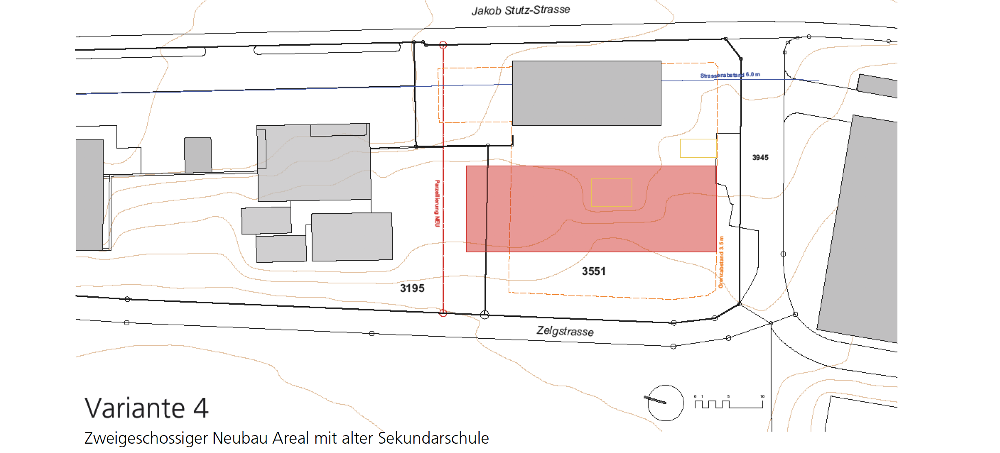 Jakob Stutz-Strasse
Strassenabstand 6.0 m
3945
Parzellierung NEU
Grenzabstand 3.5 m
3551
3195
Zelgstrasse
0 1 5 10
Variante 4
Zweigeschossiger Neubau Areal mit alter Sekundarschule